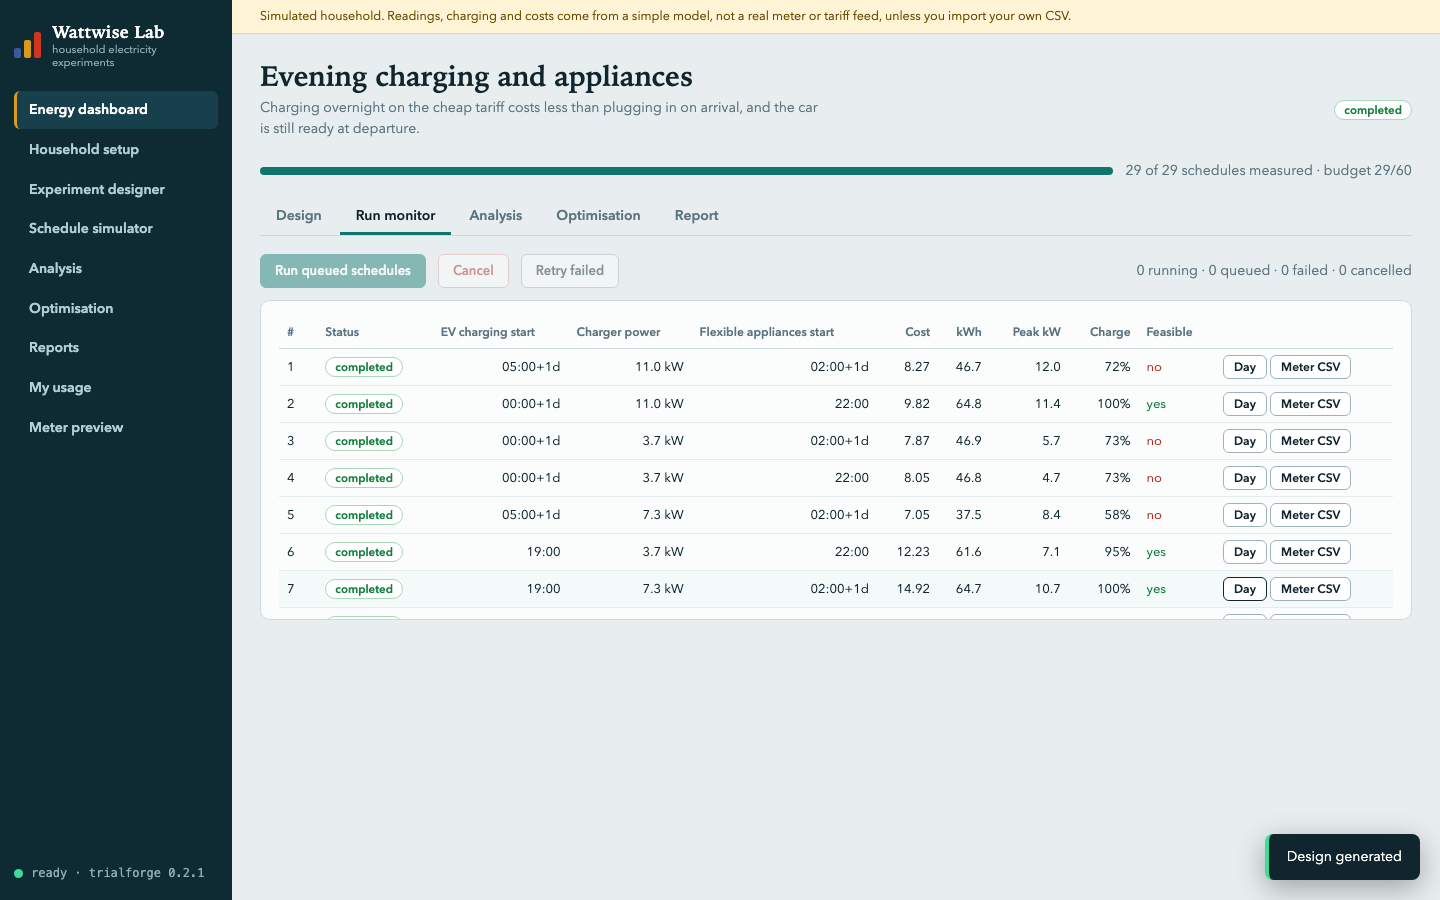 Simulated household. Readings, charging and costs come from a simple model, not a real meter or tariff feed, unless you import your own CSV.
Wattwise Lab
household electricity
experiments
Energy dashboard
Household setup
Experiment designer
Schedule simulator
Analysis
Optimisation
Reports
My usage
Meter preview
ready · trialforge 0.2.1
Evening charging and appliances
Charging overnight on the cheap tariff costs less than plugging in on arrival, and the car
is still ready at departure.
completed
29 of 29 schedules measured · budget 29/60
Design Run monitor Analysis Optimisation Report
Run queued schedules Cancel Retry failed 0 running · 0 queued · 0 failed · 0 cancelled
# Status EV charging start Charger power Flexible appliances start Cost kWh Peak kW Charge Feasible
1 completed 05:00+1d 11.0 kW 02:00+1d 8.27 46.7 12.0 72% no Day Meter CSV
2 completed 00:00+1d 11.0 kW 22:00 9.82 64.8 11.4 100% yes Day Meter CSV
3 completed 00:00+1d 3.7 kW 02:00+1d 7.87 46.9 5.7 73% no Day Meter CSV
4 completed 00:00+1d 3.7 kW 22:00 8.05 46.8 4.7 73% no Day Meter CSV
5 completed 05:00+1d 7.3 kW 02:00+1d 7.05 37.5 8.4 58% no Day Meter CSV
6 completed 19:00 3.7 kW 22:00 12.23 61.6 7.1 95% yes Day Meter CSV
7 completed 19:00 7.3 kW 02:00+1d 14.92 64.7 10.7 100% yes Day Meter CSV
Design generated